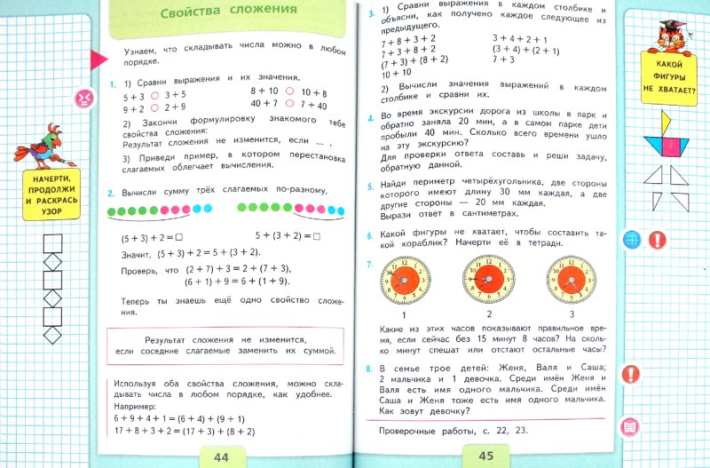 Свойства сложения
Узнаем, что складывать числа можно в любом
порядке.
1. 1) Сравни выражения и их значения.
5 + 3 ○ 3 + 5 8 + 10 ○ 10 + 8
9 + 2 ○ 2 + 9 40 + 7 ○ 7 + 40
2) Закончи формулировку знакомого тебе
свойства сложения:
Результат сложения не изменится, если ... .
3) Приведи пример, в котором перестановка
слагаемых облегчает вычисления.
2. Вычисли сумму трёх слагаемых по-разному,
(5 + 3) + 2 = □ 5 + (3 + 2) = □
Значит, (5 + 3) + 2 = 5 + (3 + 2).
Проверь, что (2 + 7) + 3 = 2 + (7 + 3),
(6 + 1) + 9 = 6 + (1 + 9).
Теперь ты знаешь ещё одно свойство сложе-
ния.
Результат сложения не изменится,
если соседние слагаемые заменить их суммой.
Используя оба свойства сложения, можно скла-
дывать числа в любом порядке, как удобнее.
Например:
6 + 9 + 4 + 1 = (6 + 4) + (9 + 1)
17 + 8 + 3 + 2 = (17 + 3) + (8 + 2)
44
НАЧЕРТИ,
ПРОДОЛЖИ
И РАСКРАСЬ
УЗОР
3. 1) Сравни выражения в каждом столбике и
объясни, как получено каждое следующее из
предыдущего.
7 + 8 + 3 + 2 3 + 4 + 2 + 1
7 + 3 + 8 + 2 (3 + 4) + (2 + 1)
(7 + 3) + (8 + 2) 7 + 3
10 + 10
2) Вычисли значения выражений в каждом
столбике и сравни их.
4. Во время экскурсии дорога из школы в парк и
обратно заняла 20 мин, а в самом парке дети
пробыли 40 мин. Сколько всего времени ушло
на эту экскурсию?
Для проверки ответа составь и реши задачу,
обратную данной.
5. Найди периметр четырёхугольника, две стороны
которого имеют длину 30 мм каждая, а две
другие стороны — 20 мм каждая.
Вырази ответ в сантиметрах.
6. Какой фигуры не хватает, чтобы составить та-
кой кораблик? Начерти её в тетради.
7.
1 2 3
Какие из этих часов показывают правильное вре-
мя, если сейчас без 15 минут 8 часов? На сколь-
ко минут спешат или отстают остальные часы?
8. В семье трое детей: Женя, Валя и Саша;
2 мальчика и 1 девочка. Среди имён Женя и
Валя есть имя одного мальчика. Среди имён
Саша и Женя тоже есть имя одного мальчика.
Как зовут девочку?
Проверочные работы, с. 22, 23.
45
КАКОЙ
ФИГУРЫ
НЕ ХВАТАЕТ?